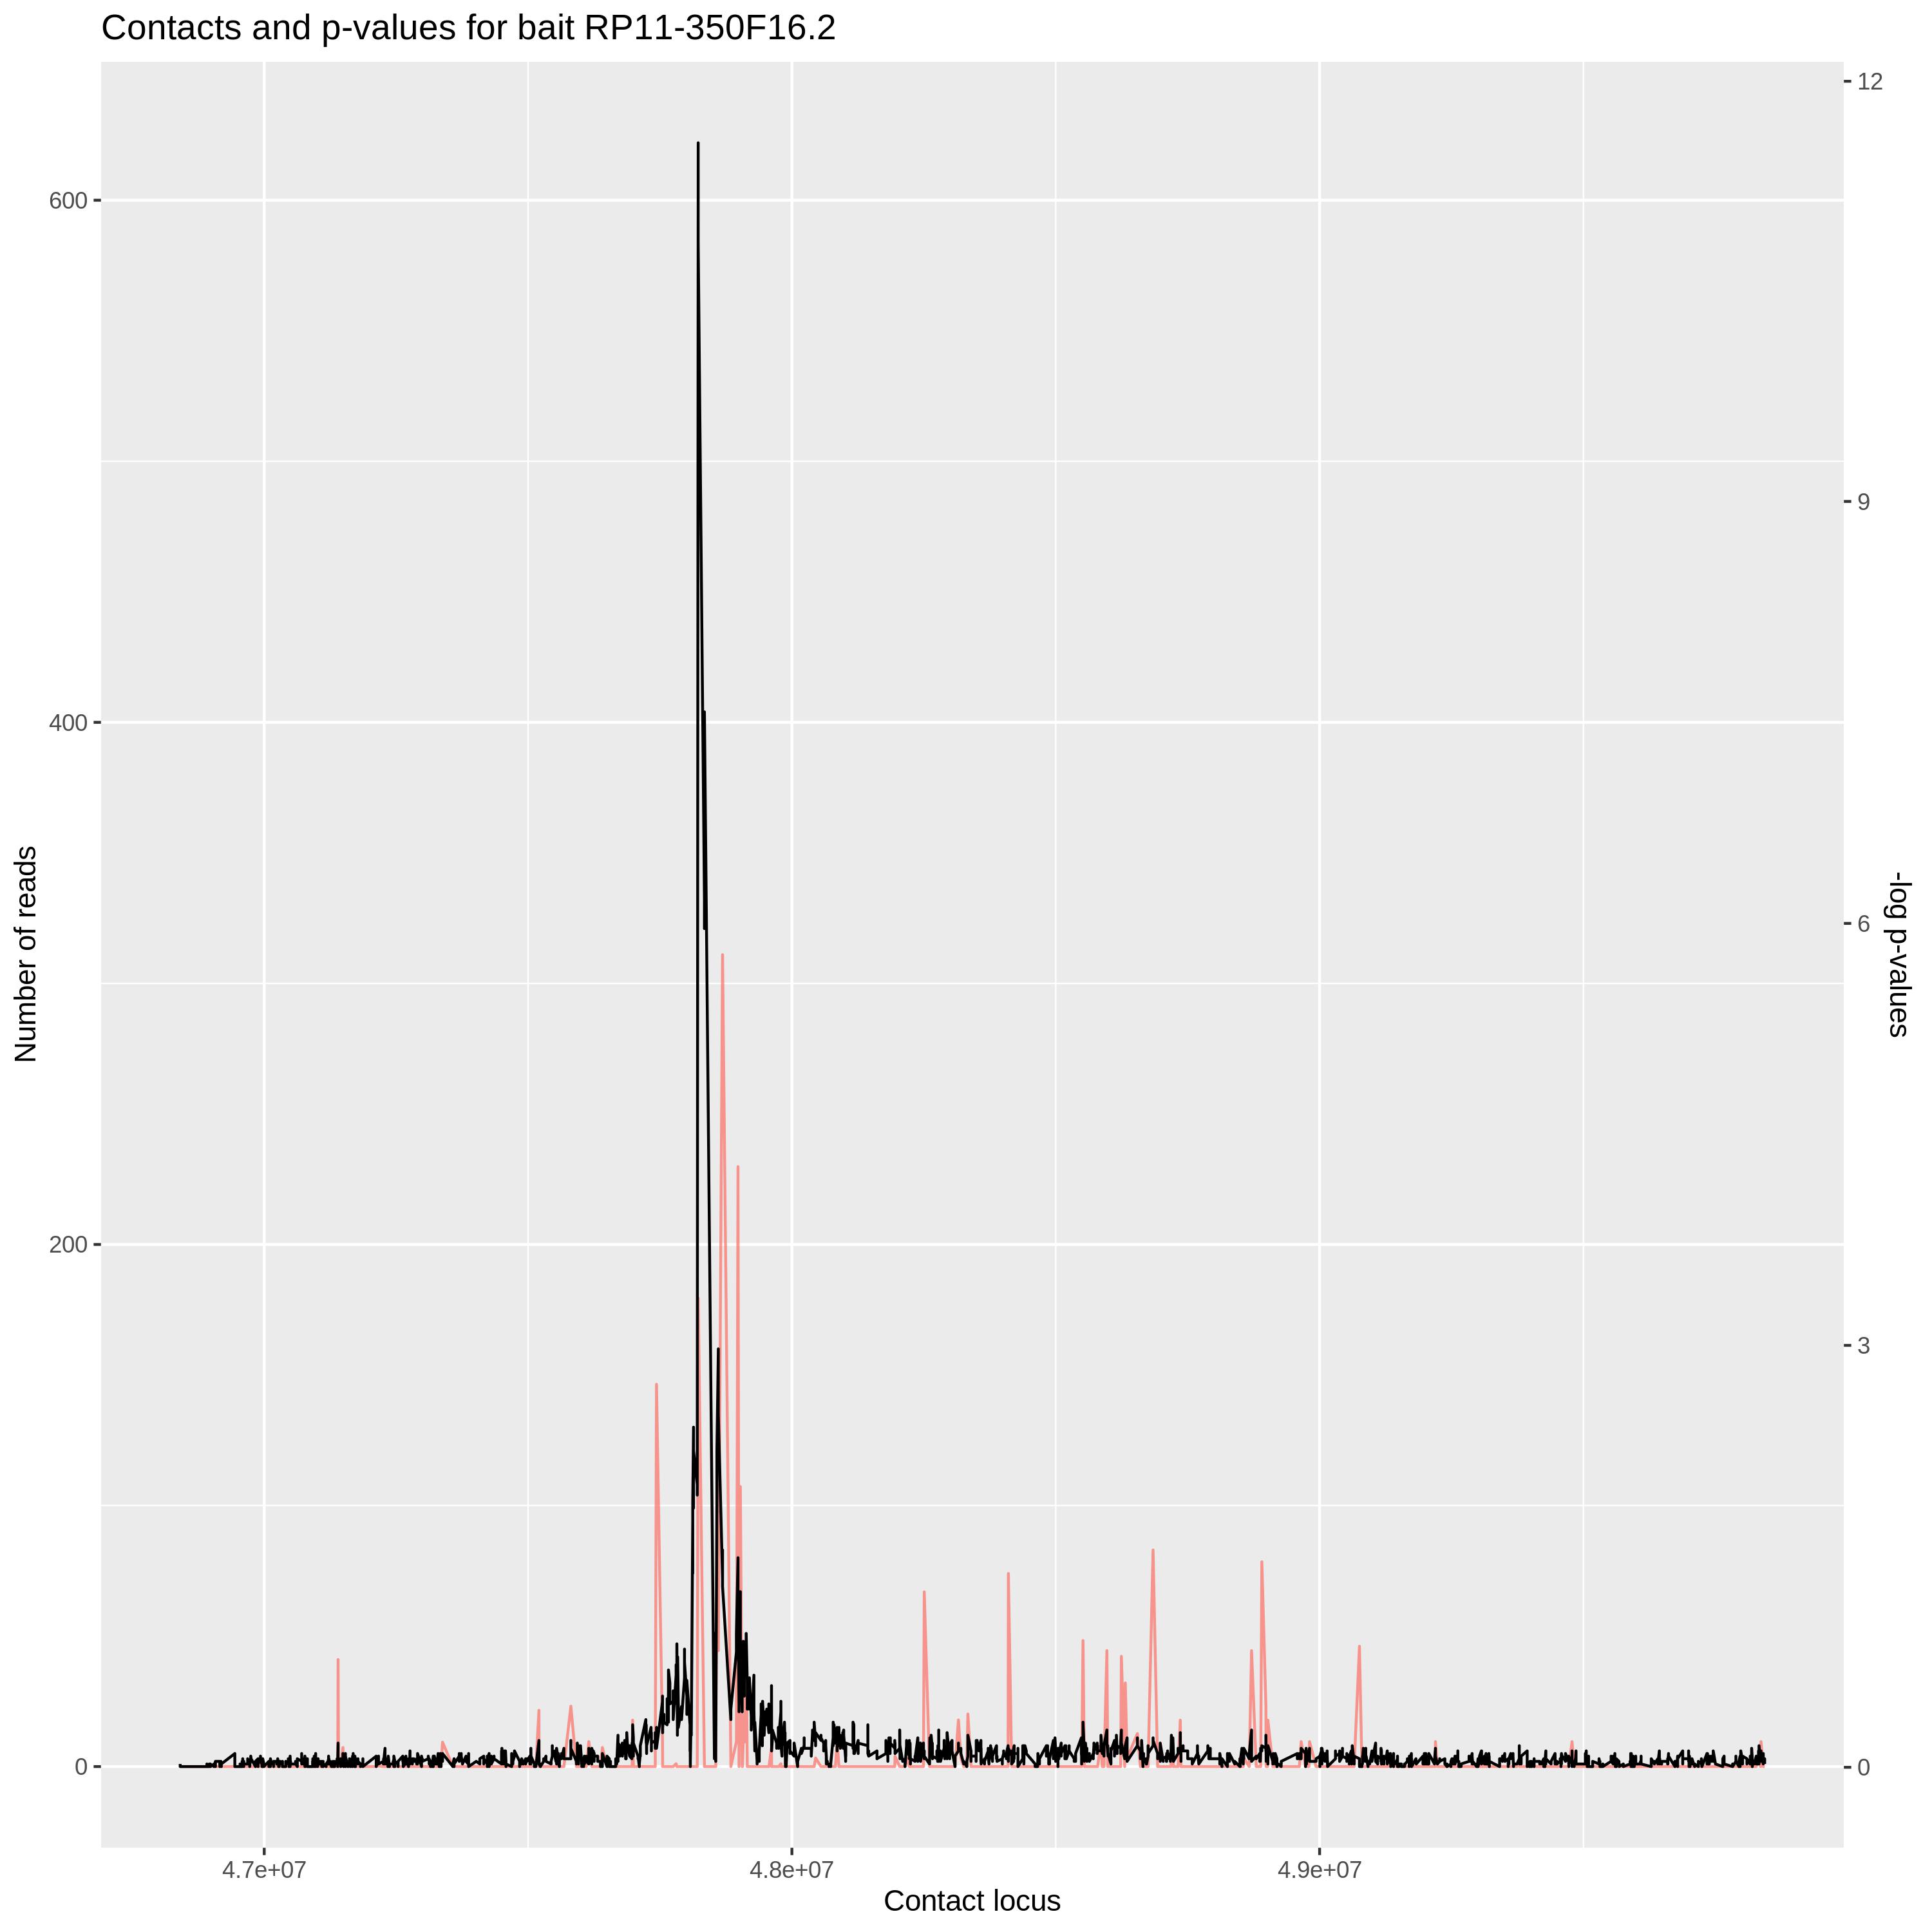 Contacts and p-values for bait RP11-350F16.2
Number of reads
600
400
200
0
12
9
6
3
0
-log p-values
4.7e+07
4.8e+07
4.9e+07
Contact locus